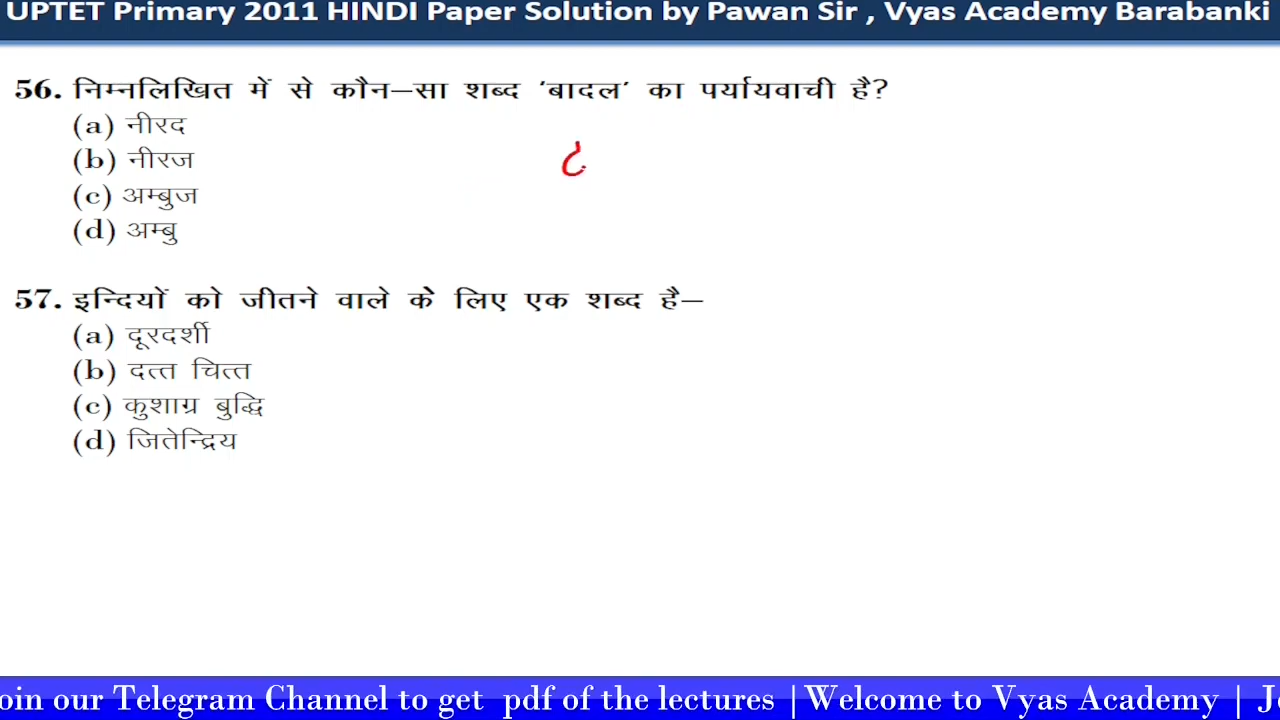 UPTET Primary 2011 HINDI Paper Solution by Pawan Sir , Vyas Academy Barabanki
56. निम्नलिखित में से कौन–सा शब्द 'बादल' का पर्यायवाची है?
(a) नीरद
(b) नीरज
(c) अम्बुज
(d) अम्बु
57. इन्दियों को जीतने वाले के लिए एक शब्द है–
(a) दूरदर्शी
(b) दत्त चित्त
(c) कुशाग्र बुद्धि
(d) जितेन्द्रिय
oin our Telegram Channel to get pdf of the lectures | Welcome to Vyas Academy | Jo